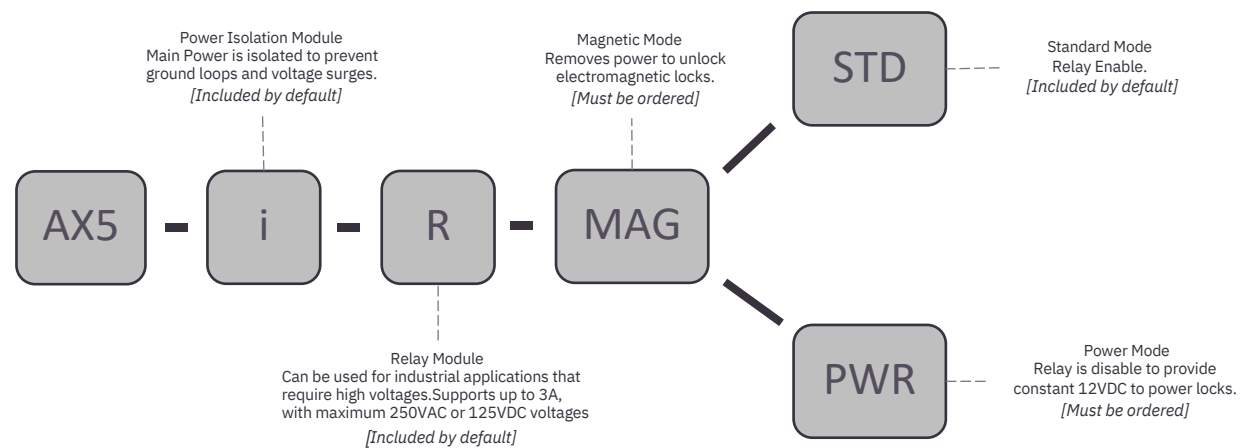 Power Isolation Module
Main Power is isolated to prevent
ground loops and voltage surges.
[Included by default]
Magnetic Mode
Removes power to unlock
electromagnetic locks.
[Must be ordered]
STD
Standard Mode
Relay Enable.
[Included by default]
AX5
-
i
-
R
-
MAG
Relay Module
Can be used for industrial applications that
require high voltages.Supports up to 3A,
with maximum 250VAC or 125VDC voltages
[Included by default]
PWR
Power Mode
Relay is disable to provide
constant 12VDC to power locks.
[Must be ordered]